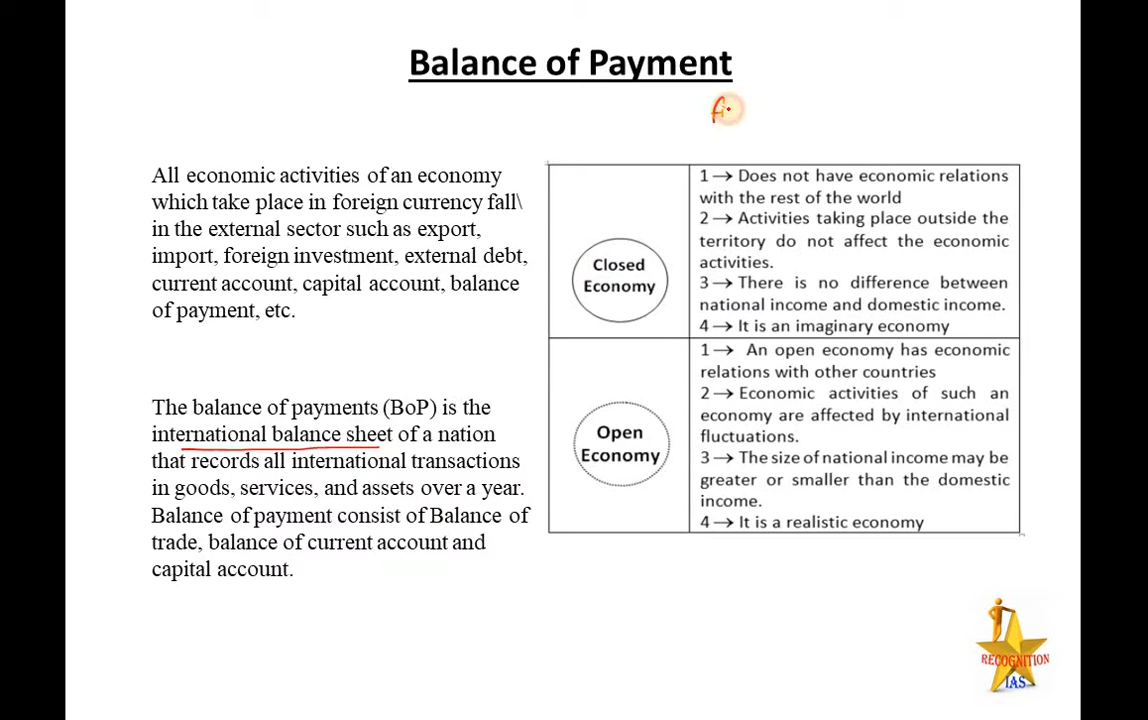 Balance of Payment
All economic activities of an economy
which take place in foreign currency fall\
in the external sector such as export,
import, foreign investment, external debt,
current account, capital account, balance
of payment, etc.
The balance of payments (BoP) is the
international balance sheet of a nation
that records all international transactions
in goods, services, and assets over a year.
Balance of payment consist of Balance of
trade, balance of current account and
capital account.
Closed
Economy
1→ Does not have economic relations
with the rest of the world
2→ Activities taking place outside the
territory do not affect the economic
activities.
3→ There is no difference between
national income and domestic income.
4→ It is an imaginary economy
Open
Economy
1→ An open economy has economic
relations with other countries
2→ Economic activities of such an
economy are affected by international
fluctuations.
3→ The size of national income may be
greater or smaller than the domestic
income.
4→ It is a realistic economy
RECOGNITION
IAS